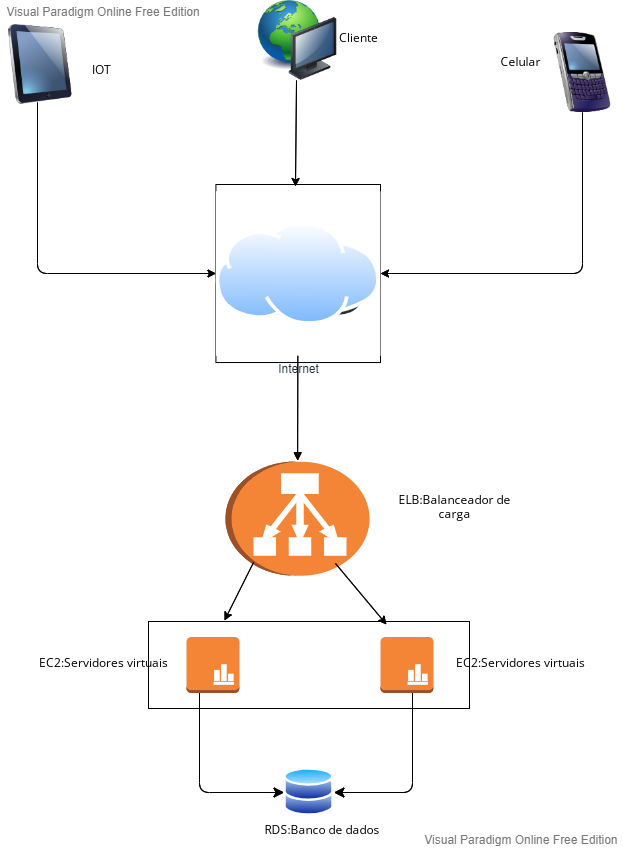 Visual Paradigm Online Free Edition
Cliente
IOT
Celular
Internet
ELB:Balanceador de
carga
EC2:Servidores virtuais
EC2:Servidores virtuais
RDS:Banco de dados
Visual Paradigm Online Free Edition